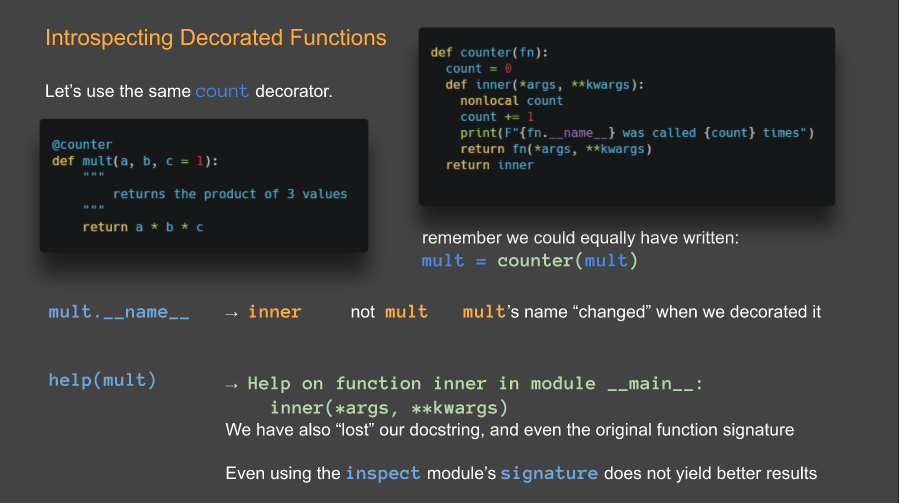 Introspecting Decorated Functions
Let's use the same count decorator.
@counter
def mult(a, b, c = 1):
    """
        returns the product of 3 values
    """
    return a * b * c
def counter(fn):
  count = 0
  def inner(*args, **kwargs):
    nonlocal count
    count += 1
    print(F"{fn.__name__} was called {count} times")
    return fn(*args, **kwargs)
  return inner
remember we could equally have written:
mult = counter(mult)
mult.__name__ → inner not mult mult's name “changed” when we decorated it
help(mult) → Help on function inner in module __main__:
inner(*args, **kwargs)
We have also “lost” our docstring, and even the original function signature
Even using the inspect module's signature does not yield better results